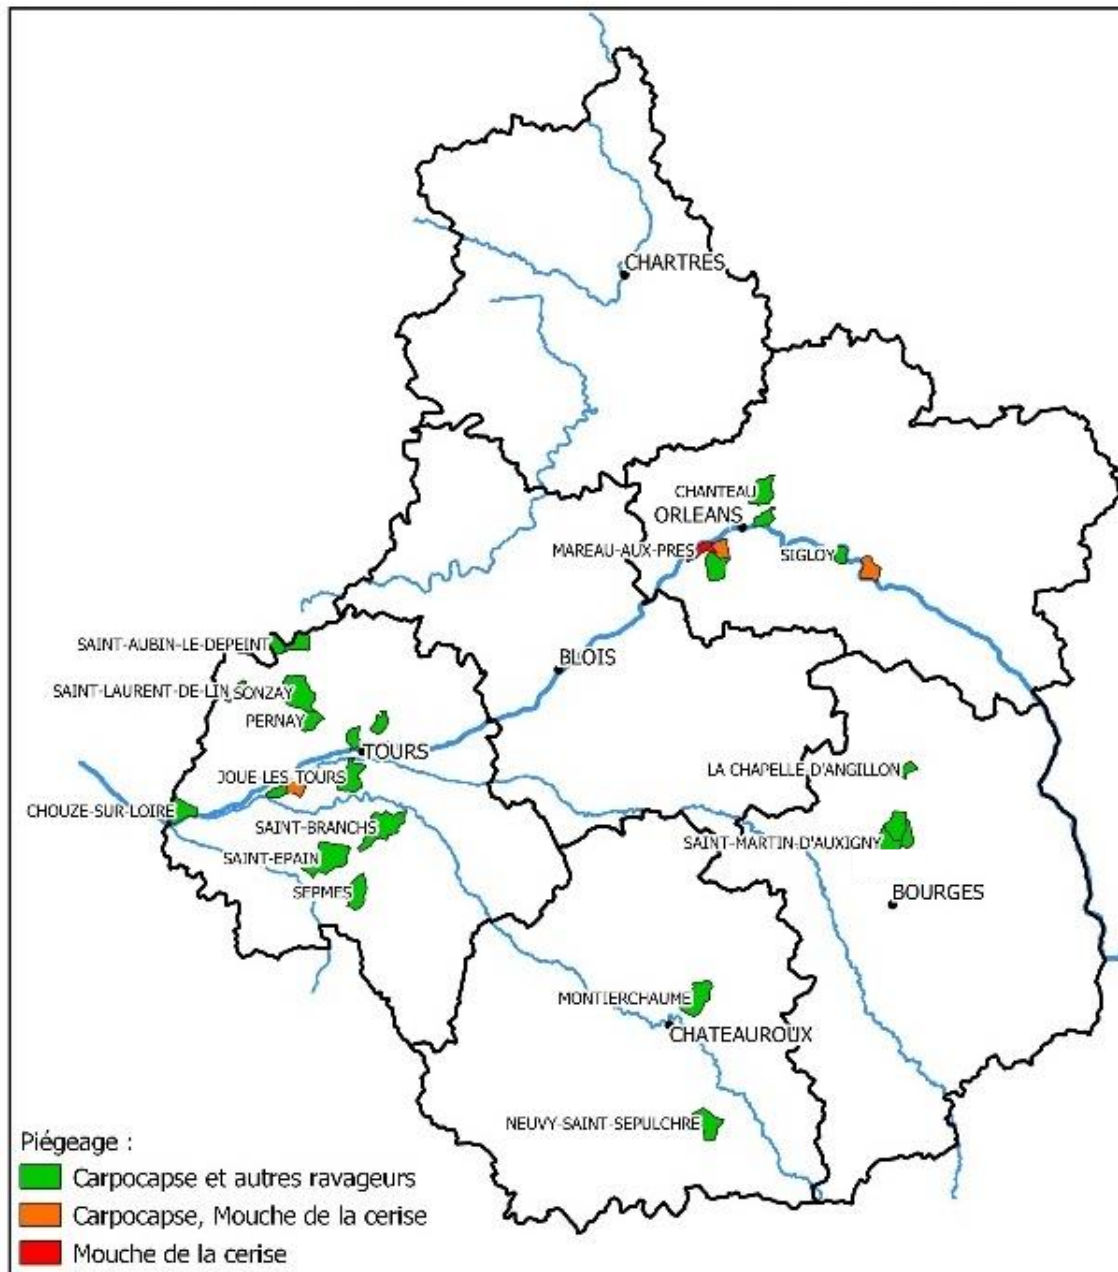 CHARTRES
CHANTEAU
ORLEANS
MAREAU-AUX-PRES
SIGLOY
SAINT-AUBIN-LE-DEPEINT
BLOIS
SAINT-LAURENT-DE-LIN
SONZAY
PERNAY
TOURS
LA CHAPELLE D'ANGILLON
JOUE-LES-TOURS
CHOUZE-SUR-LOIRE
SAINT-BRANCHS
SAINT-MARTIN-D'AUXIGNY
SAINT-EPAIN
SEPMES
BOURGES
MONTIERCHAUME
CHATEAUROUX
NEUVY-SAINT-SEPULCHRE
Piégeage :
Carpocapse et autres ravageurs
Carpocapse, Mouche de la cerise
Mouche de la cerise